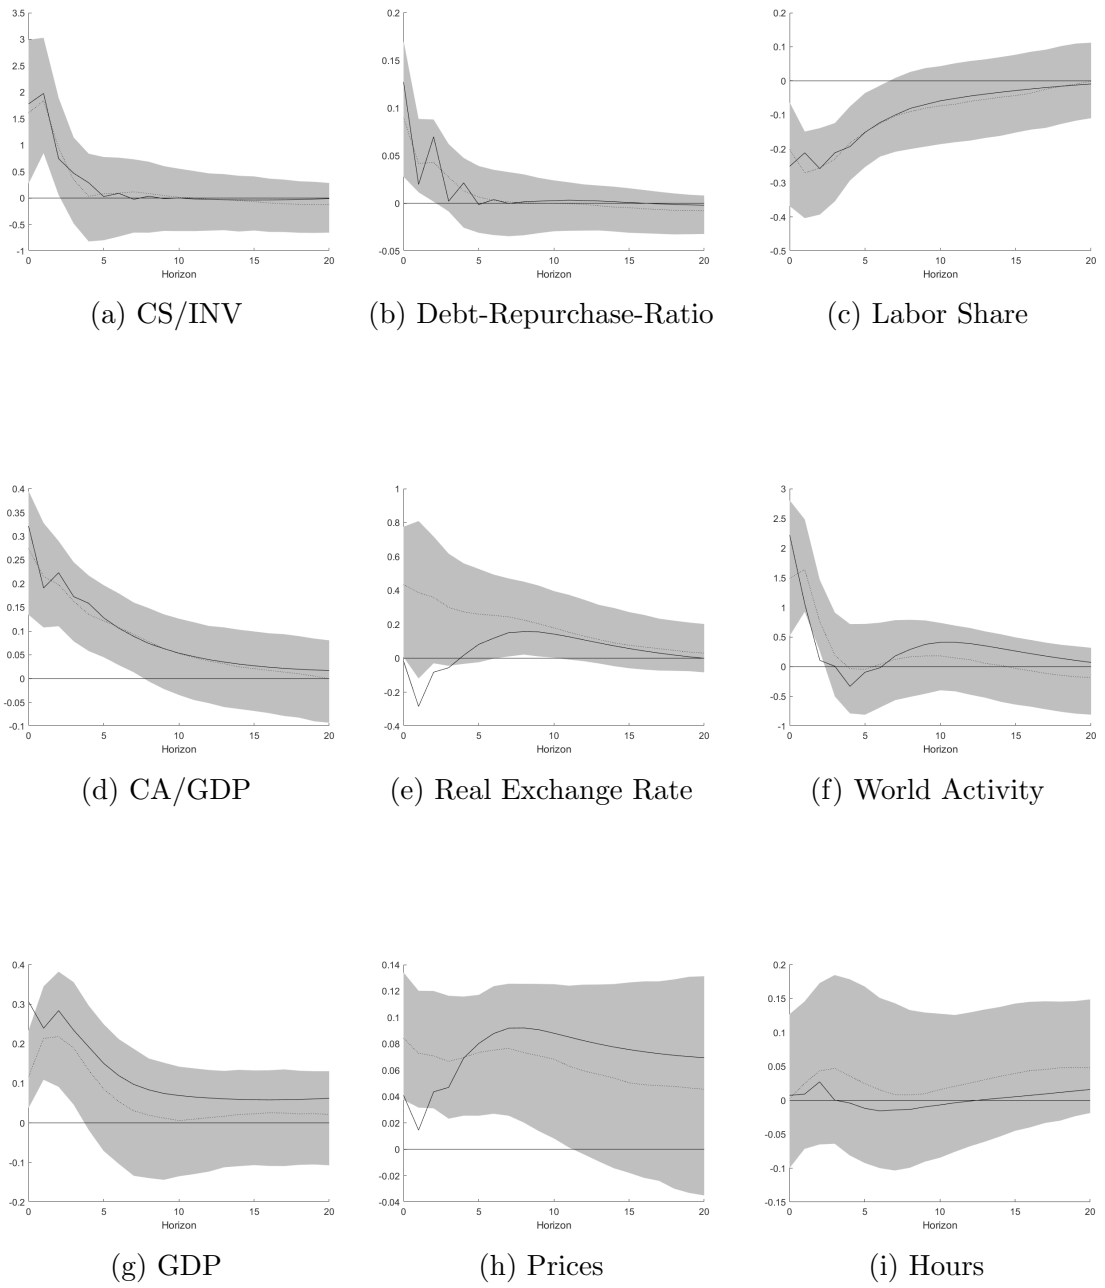 3.5
3
2.5
2
1.5
1
0.5
0
-0.5
-1
0 5 10 15 20
Horizon
(a) CS/INV
0.2
0.15
0.1
0.05
0
-0.05
0 5 10 15 20
Horizon
(b) Debt-Repurchase-Ratio
0.2
0.1
0
-0.1
-0.2
-0.3
-0.4
-0.5
0 5 10 15 20
Horizon
(c) Labor Share
0.4
0.35
0.3
0.25
0.2
0.15
0.1
0.05
0
-0.05
-0.1
0 5 10 15 20
Horizon
(d) CA/GDP
1
0.8
0.6
0.4
0.2
0
-0.2
-0.4
0 5 10 15 20
Horizon
(e) Real Exchange Rate
3
2.5
2
1.5
1
0.5
0
-0.5
-1
0 5 10 15 20
Horizon
(f) World Activity
0.4
0.3
0.2
0.1
0
-0.1
-0.2
0 5 10 15 20
Horizon
(g) GDP
0.14
0.12
0.1
0.08
0.06
0.04
0.02
0
-0.02
-0.04
0 5 10 15 20
Horizon
(h) Prices
0.2
0.15
0.1
0.05
0
-0.05
-0.1
-0.15
0 5 10 15 20
Horizon
(i) Hours